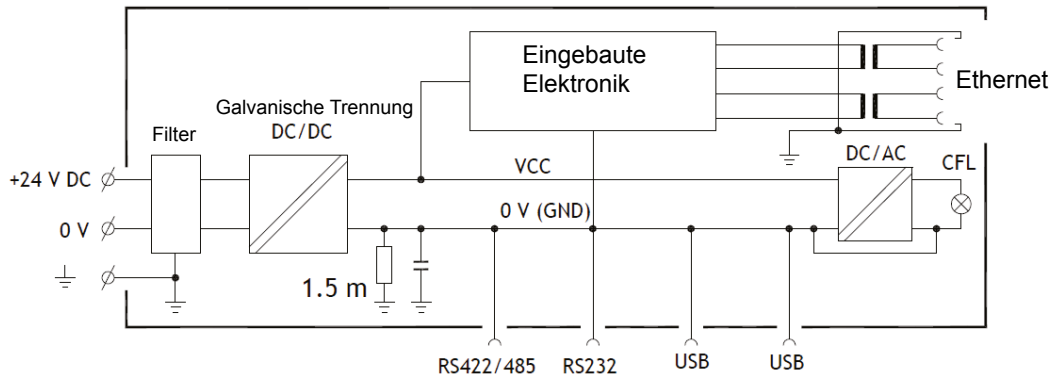 Eingebaute
Elektronik
Ethernet
Galvanische Trennung
DC/DC
Filter
DC/AC
CFL
+24 V DC
VCC
0 V (GND)
0 V
1.5 m
RS422/485
RS232
USB
USB